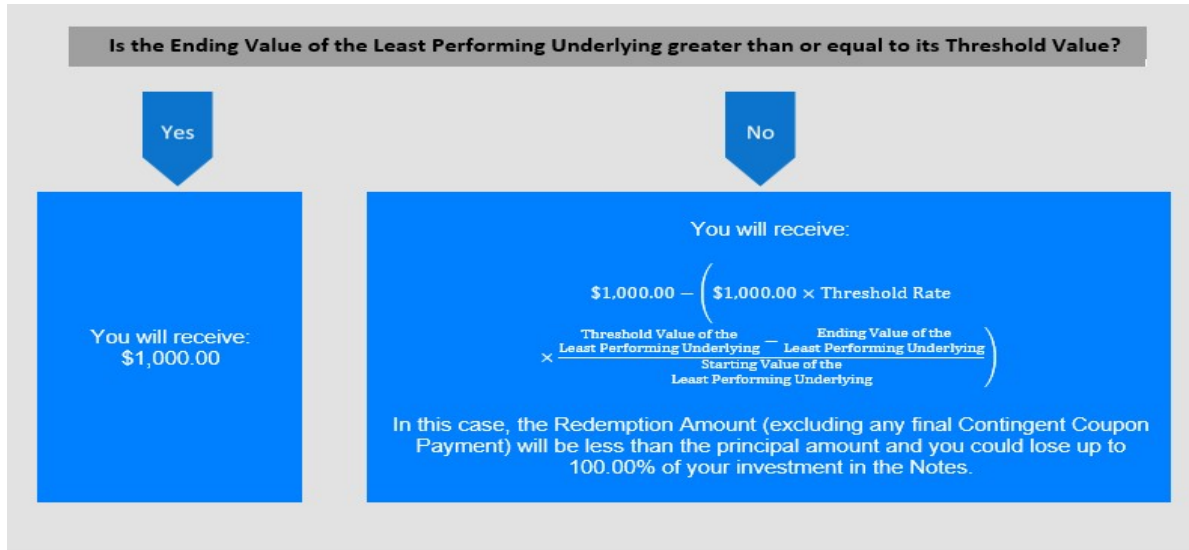 Is the Ending Value of the Least Performing Underlying greater than or equal to its Threshold Value?
Yes
No
You will receive:
$1,000.00
You will receive:
$1,000.00 − ( $1,000.00 × Threshold Rate
× Threshold Value of the
Least Performing Underlying − Ending Value of the
Least Performing Underlying
Starting Value of the
Least Performing Underlying )
In this case, the Redemption Amount (excluding any final Contingent Coupon
Payment) will be less than the principal amount and you could lose up to
100.00% of your investment in the Notes.